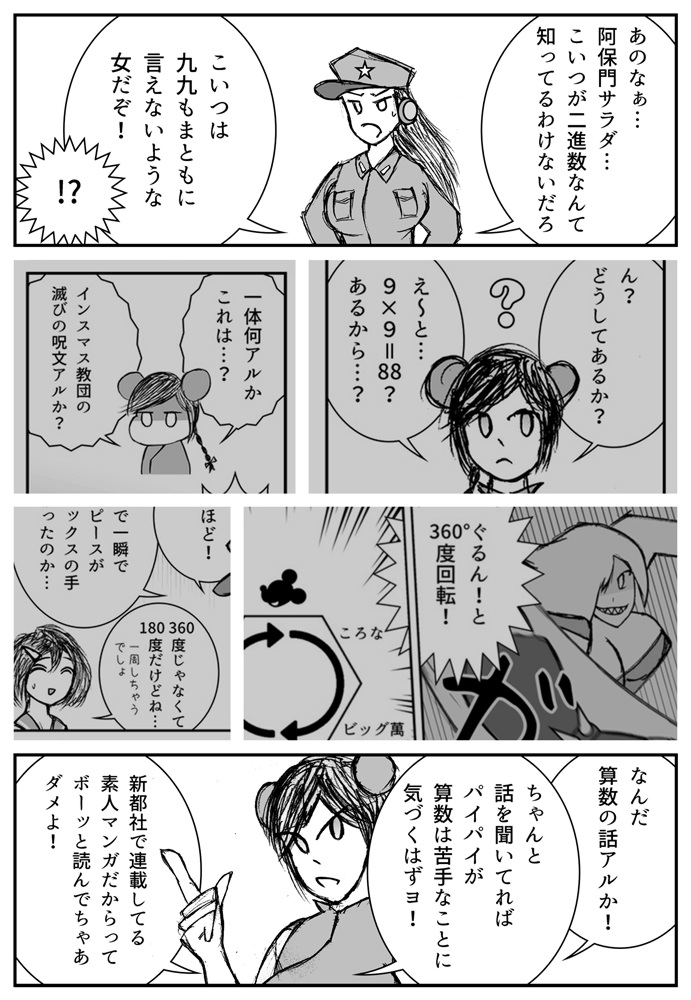 あのなぁ…
阿保門サラダ…
こいつが二進数なんて
知ってるわけないだろ
こいつは
九九もまともに
言えないような
女だぞ！
!?
ん？
どうしてあるか？
？
え～と…
９×９＝88？
あるから…？
一体何アルか
これは…？
インスマス教団の
滅びの呪文アルか？
ぐるん！と
360°
度回転！
ガ
ころな
ビッグ萬
ほど！
で一瞬で
ピースが
ックスの手
ったのか…
360
度じゃなくて
180
度だけどね…
一周しちゃう
でしょ
なんだ
算数の話アルか！
ちゃんと
話を聞いてれば
パイパイが
算数は苦手なことに
気づくはずヨ！
新都社で連載してる
素人マンガだからって
ボーッと読んでちゃあ
ダメよ！